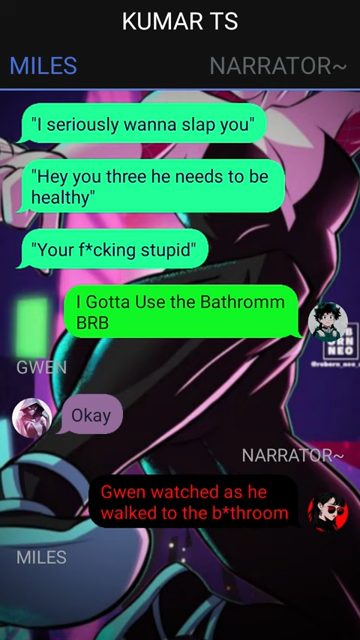 KUMAR TS
MILES
NARRATOR~
"I seriously wanna slap you"
"Hey you three he needs to be
healthy"
"Your f*cking stupid"
I Gotta Use the Bathromm
BRB
GWEN
Okay
NARRATOR~
Gwen watched as he
walked to the b*throom
MILES